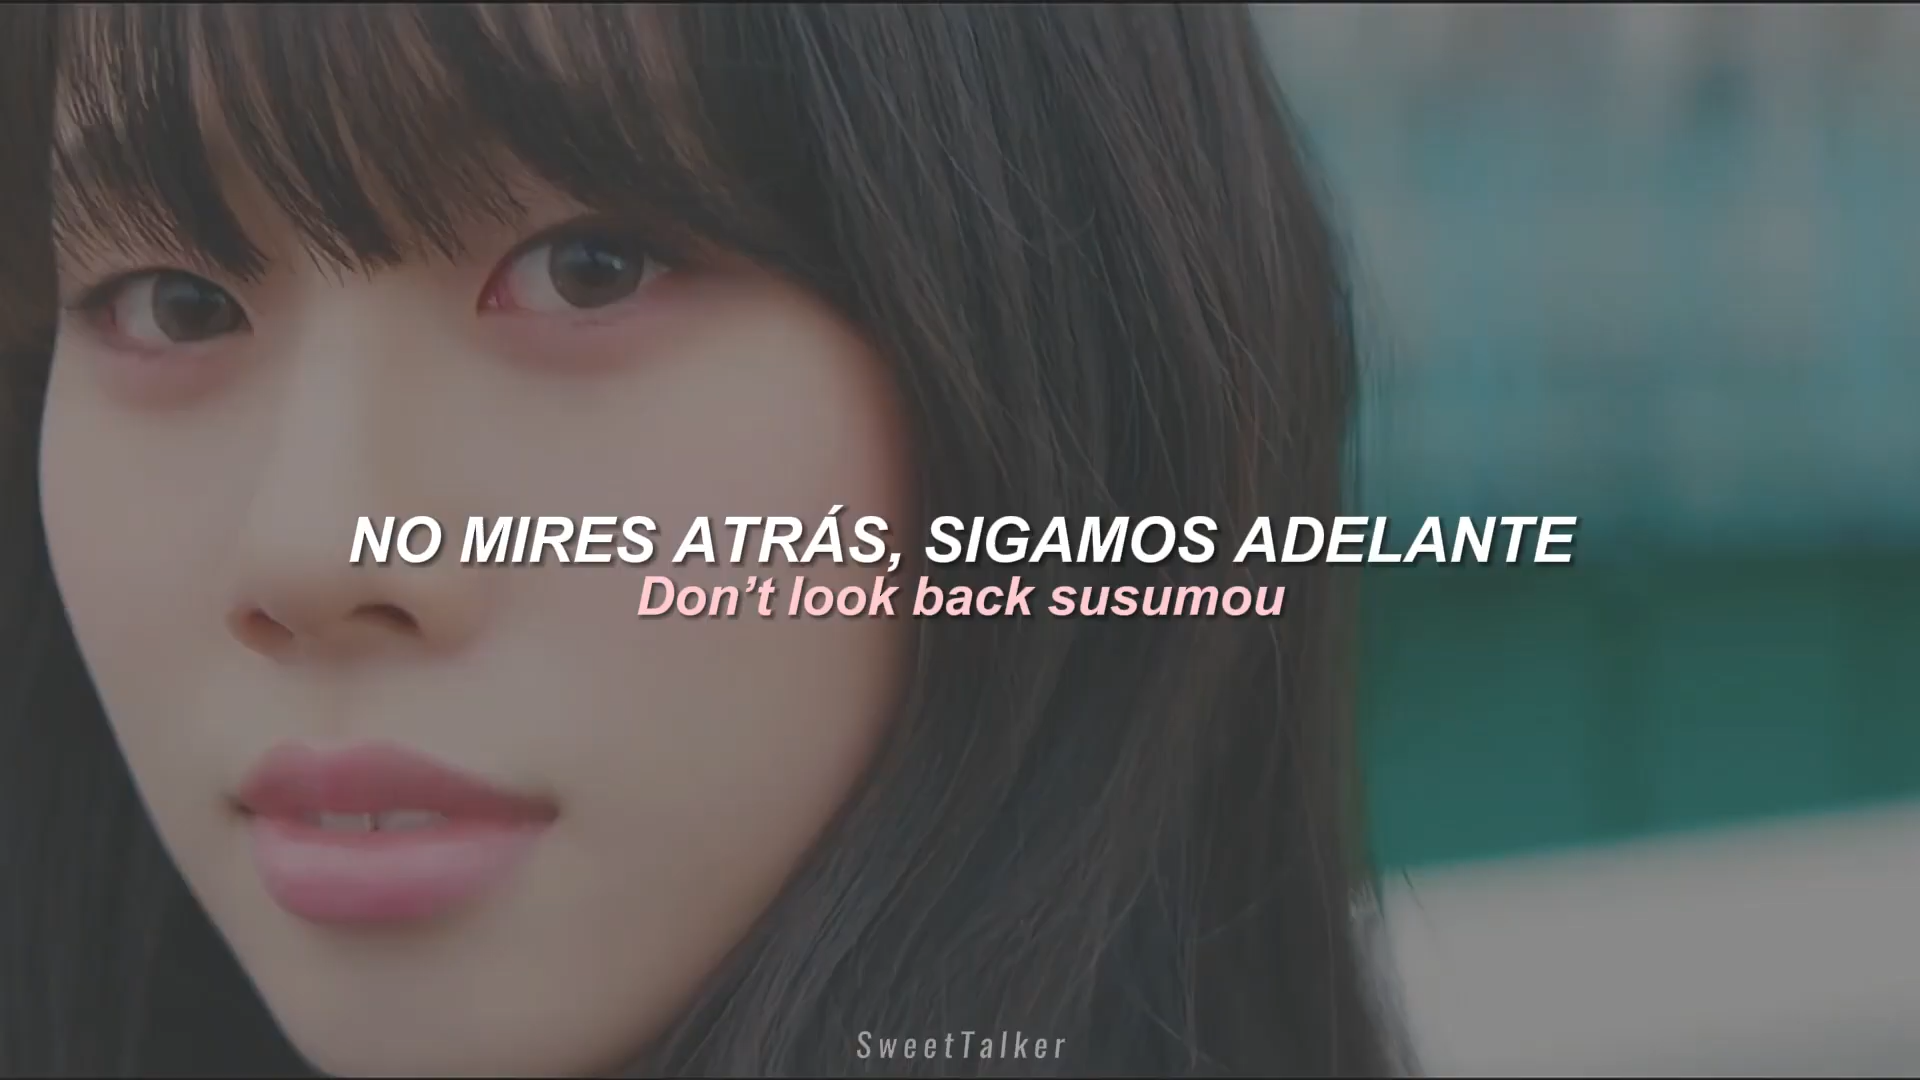 NO MIRES ATRÁS, SIGAMOS ADELANTE
Don’t look back susumou
SweetTalker